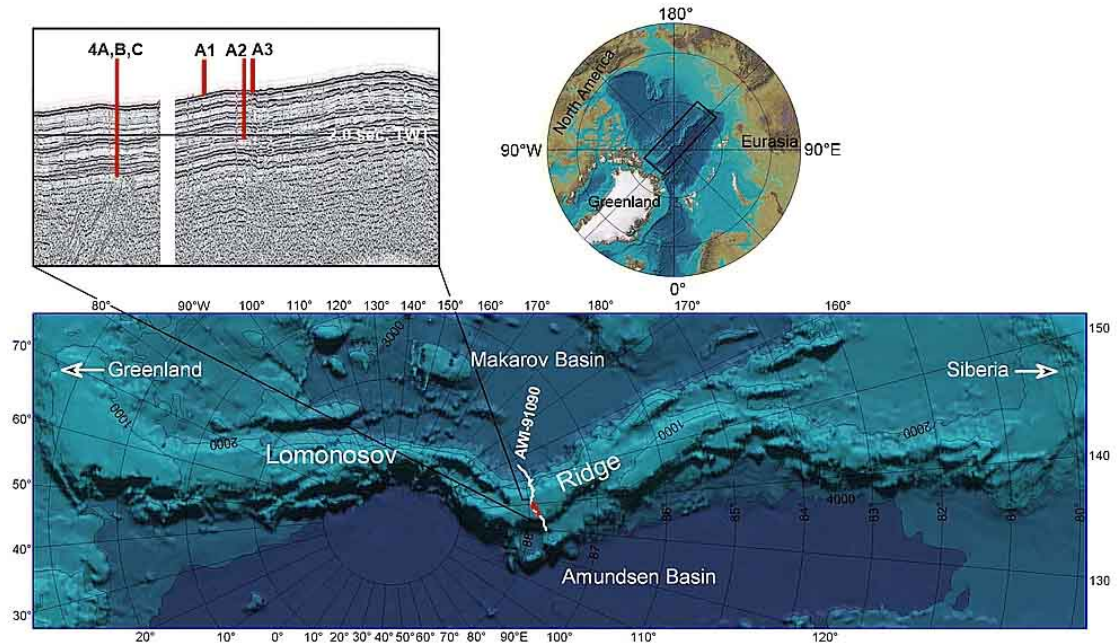 4A,B,C A1 A2 A3
2.0 sec. TWT
180°
North America
90°W
Eurasia
90°E
Greenland
0°
80° 90°W 100° 110° 120° 130° 140° 150° 160° 170° 180° 170° 160°
150
70°
3000
Makarov Basin
Greenland
Siberia
60°
1000
AWI-91090
1000
2000
140
2000
50°
Lomonosov
Ridge
4000
40°
88
87
86
85
84
83
82
81
80°
Amundsen Basin
130
30°
20° 10° 0° 10° 20° 30° 40° 50° 60° 70° 80° 90°E 100° 110° 120°